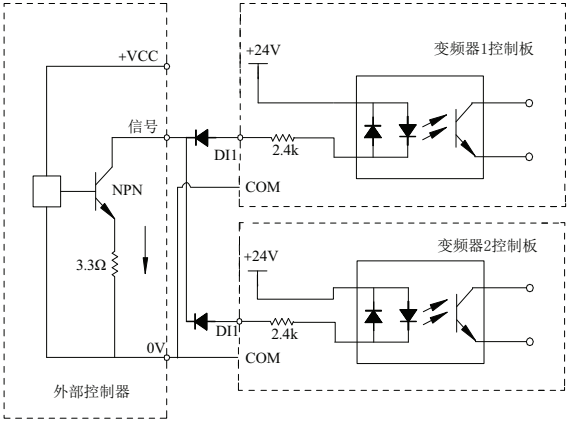 +VCC
信号
NPN
3.3Ω
0V
外部控制器
+24V
变频器1控制板
DI1
2.4k
COM
+24V
变频器2控制板
DI1
2.4k
COM